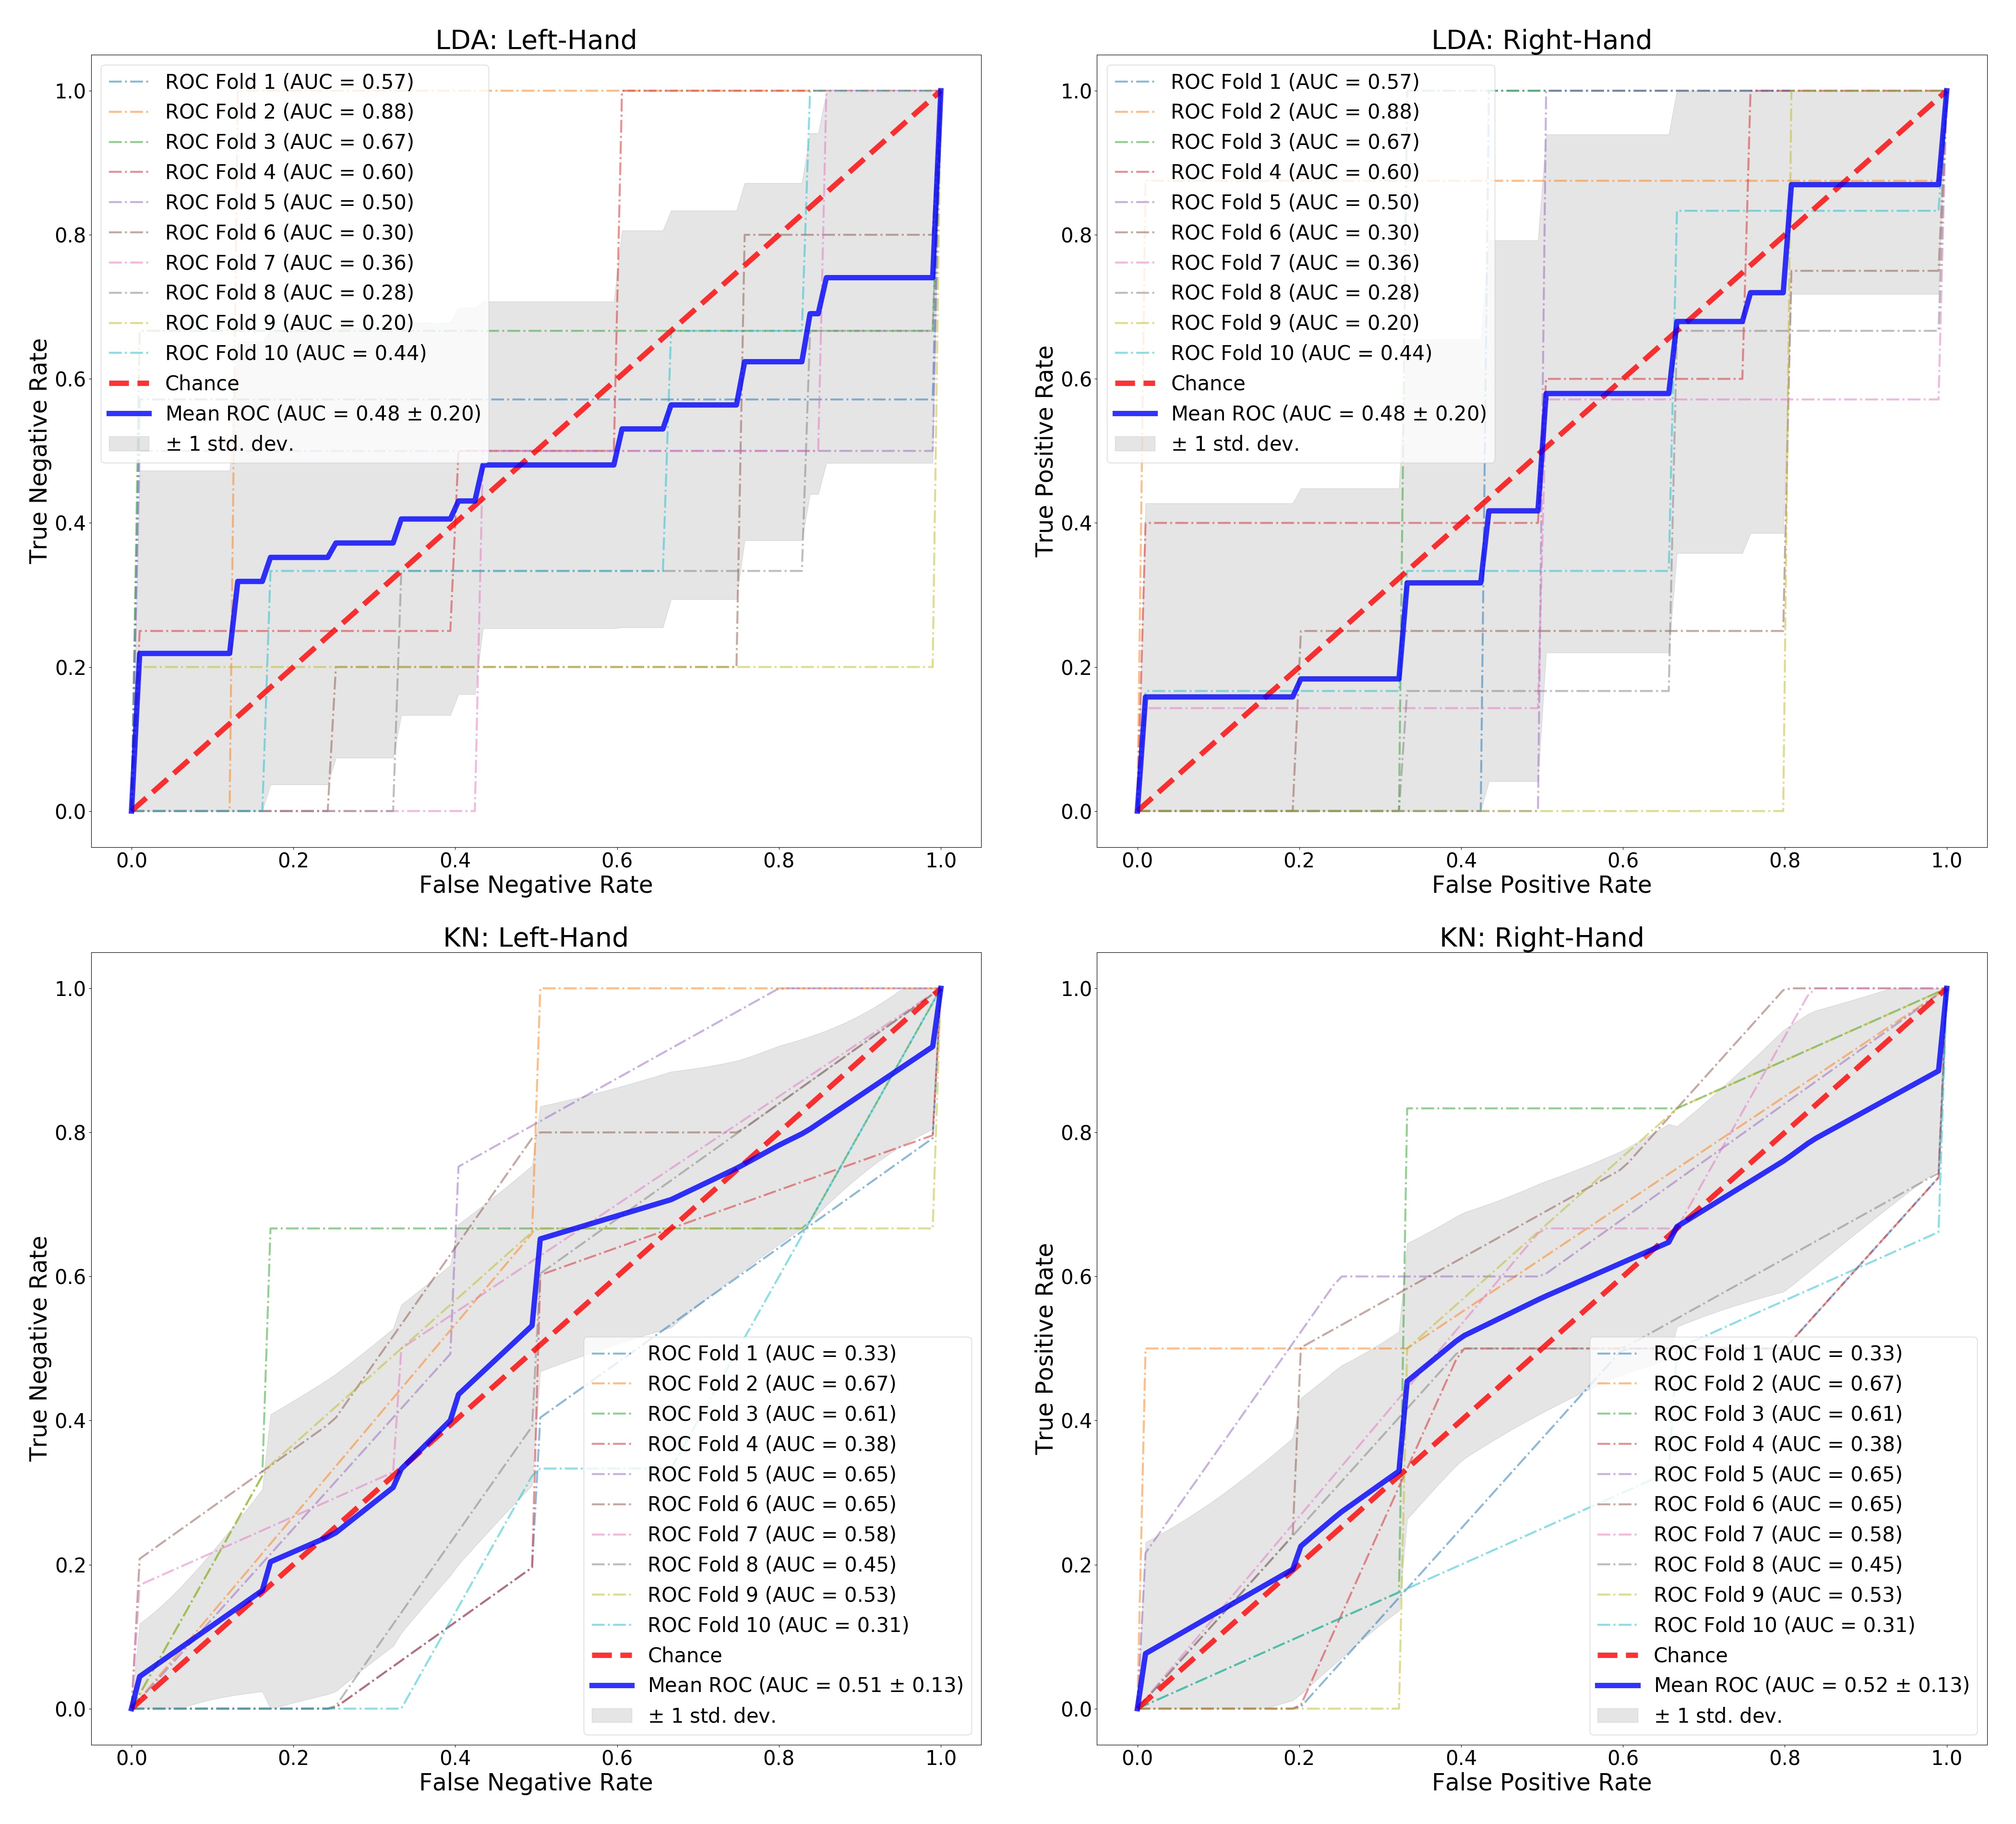 LDA: Left-Hand
True Negative Rate
1.0
0.8
0.6
0.4
0.2
0.0
ROC Fold 1 (AUC = 0.57)
ROC Fold 2 (AUC = 0.88)
ROC Fold 3 (AUC = 0.67)
ROC Fold 4 (AUC = 0.60)
ROC Fold 5 (AUC = 0.50)
ROC Fold 6 (AUC = 0.30)
ROC Fold 7 (AUC = 0.36)
ROC Fold 8 (AUC = 0.28)
ROC Fold 9 (AUC = 0.20)
ROC Fold 10 (AUC = 0.44)
Chance
Mean ROC (AUC = 0.48 ± 0.20)
± 1 std. dev.
0.0 0.2 0.4 0.6 0.8 1.0
False Negative Rate
LDA: Right-Hand
True Positive Rate
1.0
0.8
0.6
0.4
0.2
0.0
ROC Fold 1 (AUC = 0.57)
ROC Fold 2 (AUC = 0.88)
ROC Fold 3 (AUC = 0.67)
ROC Fold 4 (AUC = 0.60)
ROC Fold 5 (AUC = 0.50)
ROC Fold 6 (AUC = 0.30)
ROC Fold 7 (AUC = 0.36)
ROC Fold 8 (AUC = 0.28)
ROC Fold 9 (AUC = 0.20)
ROC Fold 10 (AUC = 0.44)
Chance
Mean ROC (AUC = 0.48 ± 0.20)
± 1 std. dev.
0.0 0.2 0.4 0.6 0.8 1.0
False Positive Rate
KN: Left-Hand
True Negative Rate
1.0
0.8
0.6
0.4
0.2
0.0
ROC Fold 1 (AUC = 0.33)
ROC Fold 2 (AUC = 0.67)
ROC Fold 3 (AUC = 0.61)
ROC Fold 4 (AUC = 0.38)
ROC Fold 5 (AUC = 0.65)
ROC Fold 6 (AUC = 0.65)
ROC Fold 7 (AUC = 0.58)
ROC Fold 8 (AUC = 0.45)
ROC Fold 9 (AUC = 0.53)
ROC Fold 10 (AUC = 0.31)
Chance
Mean ROC (AUC = 0.51 ± 0.13)
± 1 std. dev.
0.0 0.2 0.4 0.6 0.8 1.0
False Negative Rate
KN: Right-Hand
True Positive Rate
1.0
0.8
0.6
0.4
0.2
0.0
ROC Fold 1 (AUC = 0.33)
ROC Fold 2 (AUC = 0.67)
ROC Fold 3 (AUC = 0.61)
ROC Fold 4 (AUC = 0.38)
ROC Fold 5 (AUC = 0.65)
ROC Fold 6 (AUC = 0.65)
ROC Fold 7 (AUC = 0.58)
ROC Fold 8 (AUC = 0.45)
ROC Fold 9 (AUC = 0.53)
ROC Fold 10 (AUC = 0.31)
Chance
Mean ROC (AUC = 0.52 ± 0.13)
± 1 std. dev.
0.0 0.2 0.4 0.6 0.8 1.0
False Positive Rate